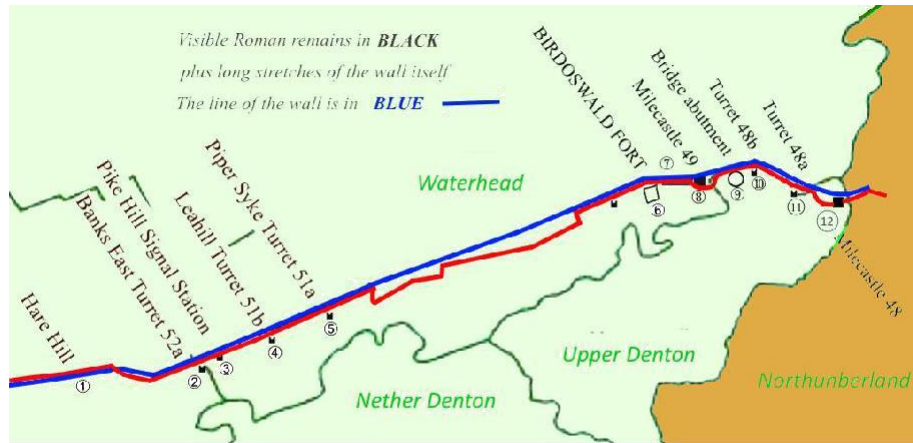 Visible Roman remains in BLACK
plus long stretches of the wall itself
The line of the wall is in BLUE
BIRDOSWALD FORT
Milecastle 49
Bridge abutment
Turret 48b
Turret 48a
Waterhead
Piper Syke Turret 51a
Leahill Turret 51b
Pike Hill Signal Station
Banks East Turret 52a
Hare Hill
①
②
③
④
⑤
⑥
⑦
⑧
⑨
⑩
⑪
⑫
Milecastle 48
Upper Denton
Nether Denton
Northunberland